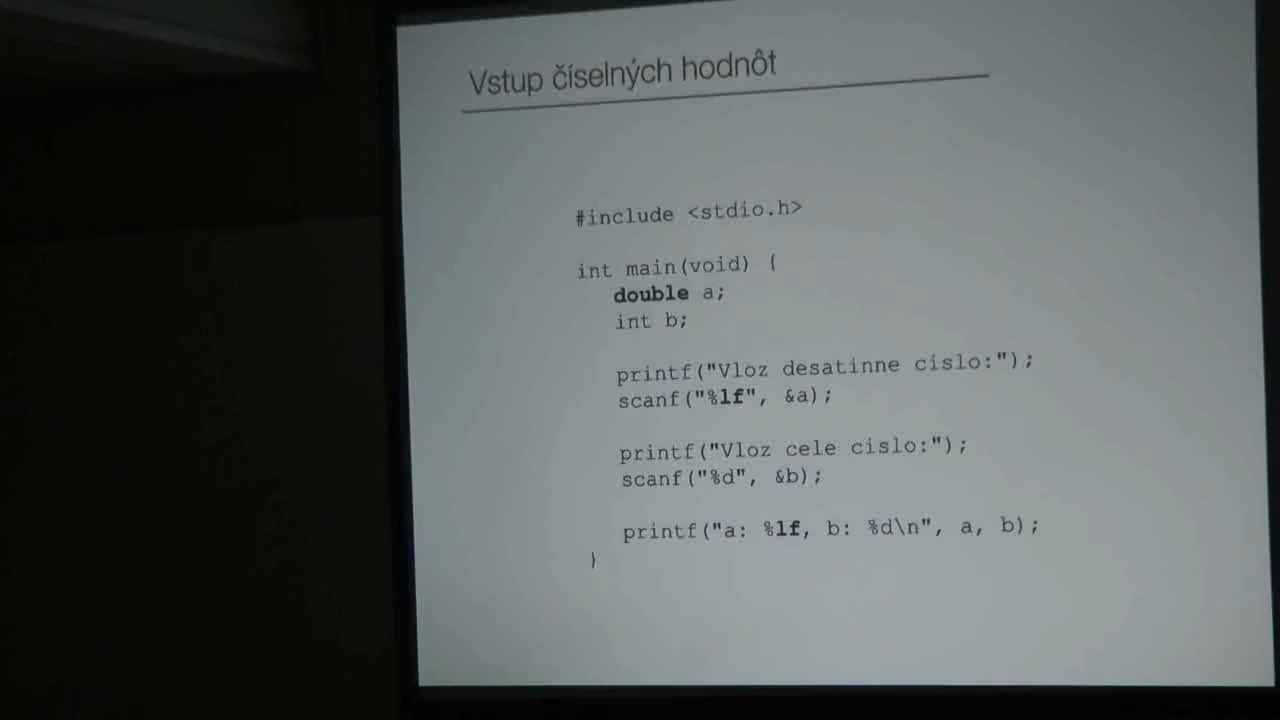 Vstup číselných hodnôt
#include <stdio.h>
int main(void) {
double a;
int b;
printf("Vloz desatinne cislo:");
scanf("%lf", &a);
printf("Vloz cele cislo:");
scanf("%d", &b);
printf("a: %lf, b: %d\n", a, b);
}